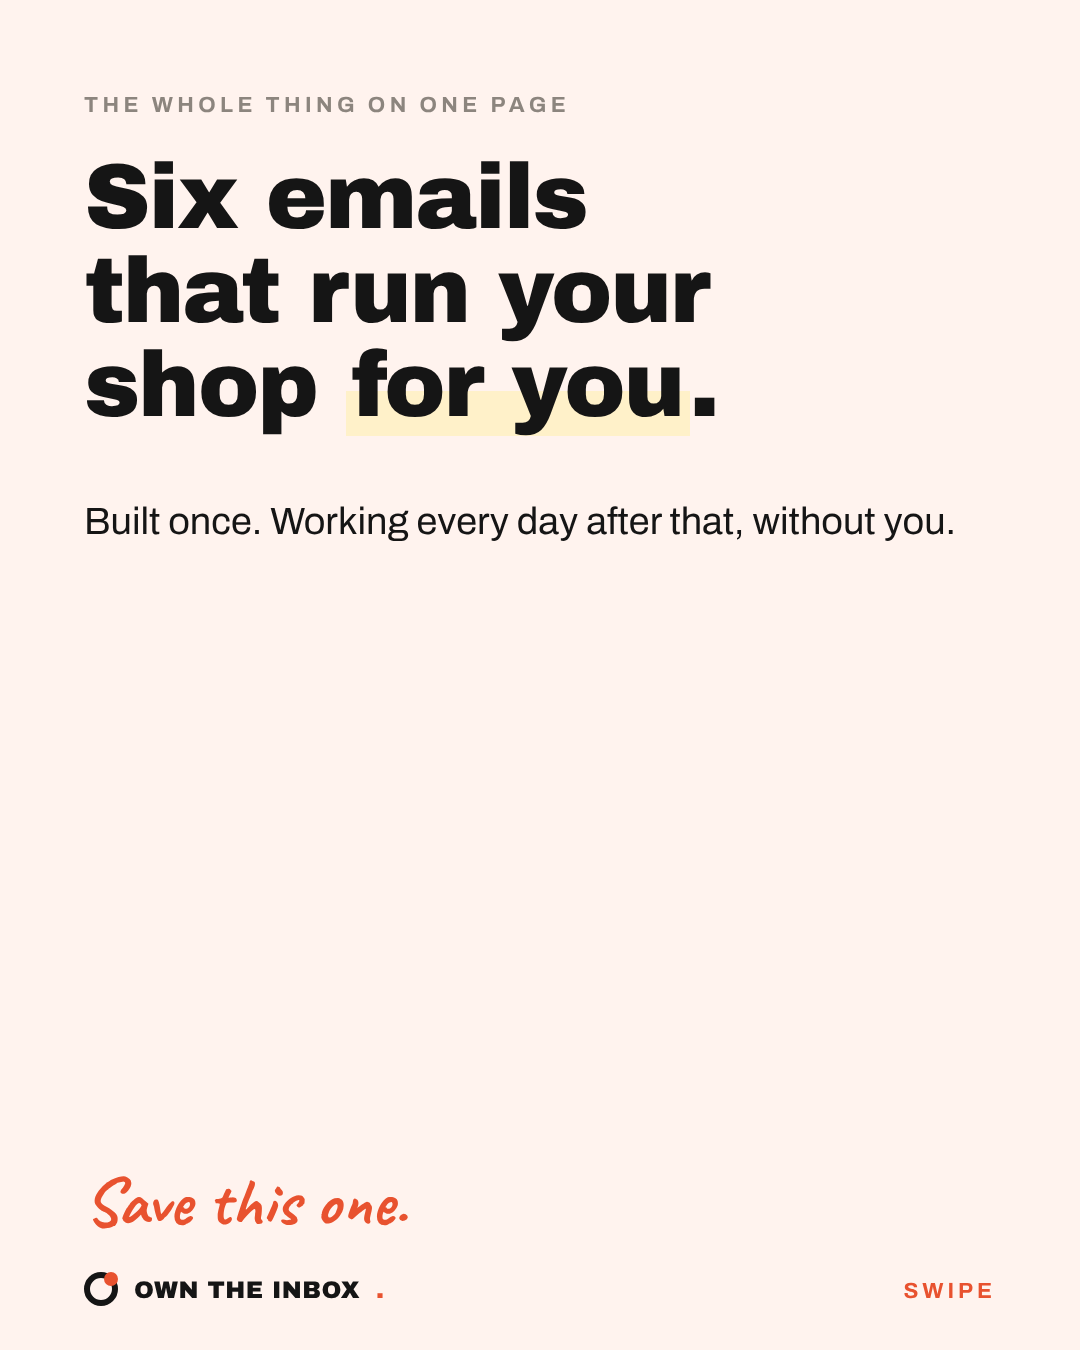 THE WHOLE THING ON ONE PAGE
Six emails
that run your
shop for you.
Built once. Working every day after that, without you.
Save this one.
OWN THE INBOX .
SWIPE